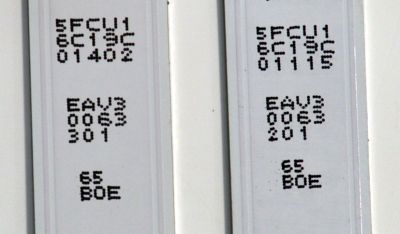 5FCU1
6C19C
01402
EAV3
0063
301
65
BOE
5FCU1
6C19C
01115
EAV3
0063
201
65
BOE